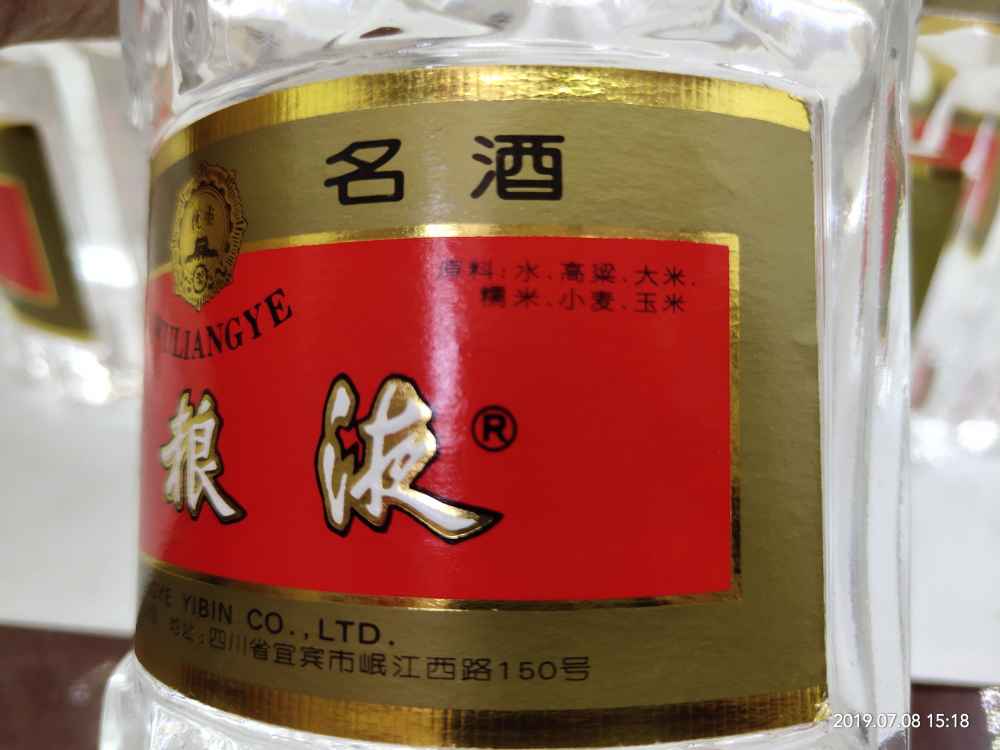 名酒
原料:水、高粱、大米、
糯米、小麦、玉米
WULIANGYE
粮液®
YIBIN CO.,LTD.
地址:四川省宜宾市岷江西路150号
2019.07.08 15:18